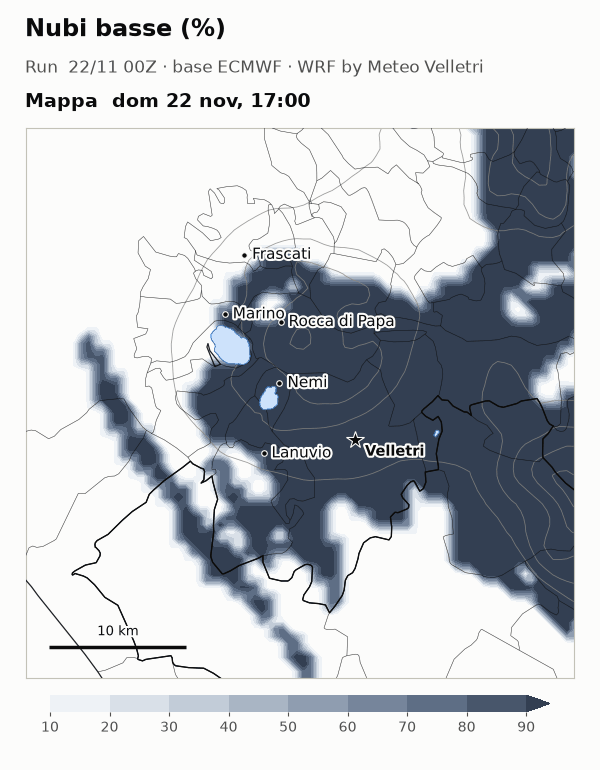 Nubi basse (%)
Run  22/11 00Z · base ECMWF · WRF by Meteo Velletri
Mappa  dom 22 nov, 17:00
Frascati
Marino
Rocca di Papa
Nemi
Velletri
Lanuvio
10 km
10 20 30 40 50 60 70 80 90